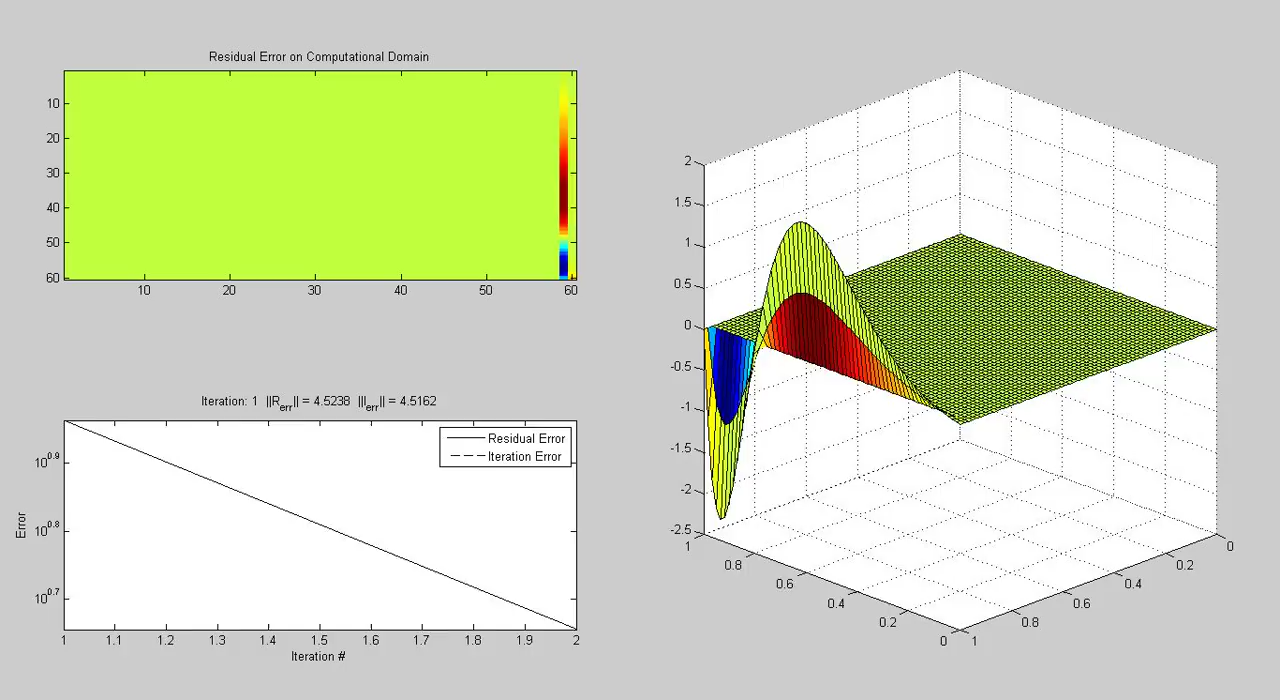 Residual Error on Computational Domain
10
20
30
40
50
60
10 20 30 40 50 60
Iteration: 1 ||R_err|| = 4.5238 |||I_err|| = 4.5162
Residual Error
Iteration Error
10^0.9
10^0.8
10^0.7
Error
1 1.1 1.2 1.3 1.4 1.5 1.6 1.7 1.8 1.9 2
Iteration #
2
1.5
1
0.5
0
-0.5
-1
-1.5
-2
-2.5
1 0.8 0.6 0.4 0.2 0
1 0.8 0.6 0.4 0.2 0